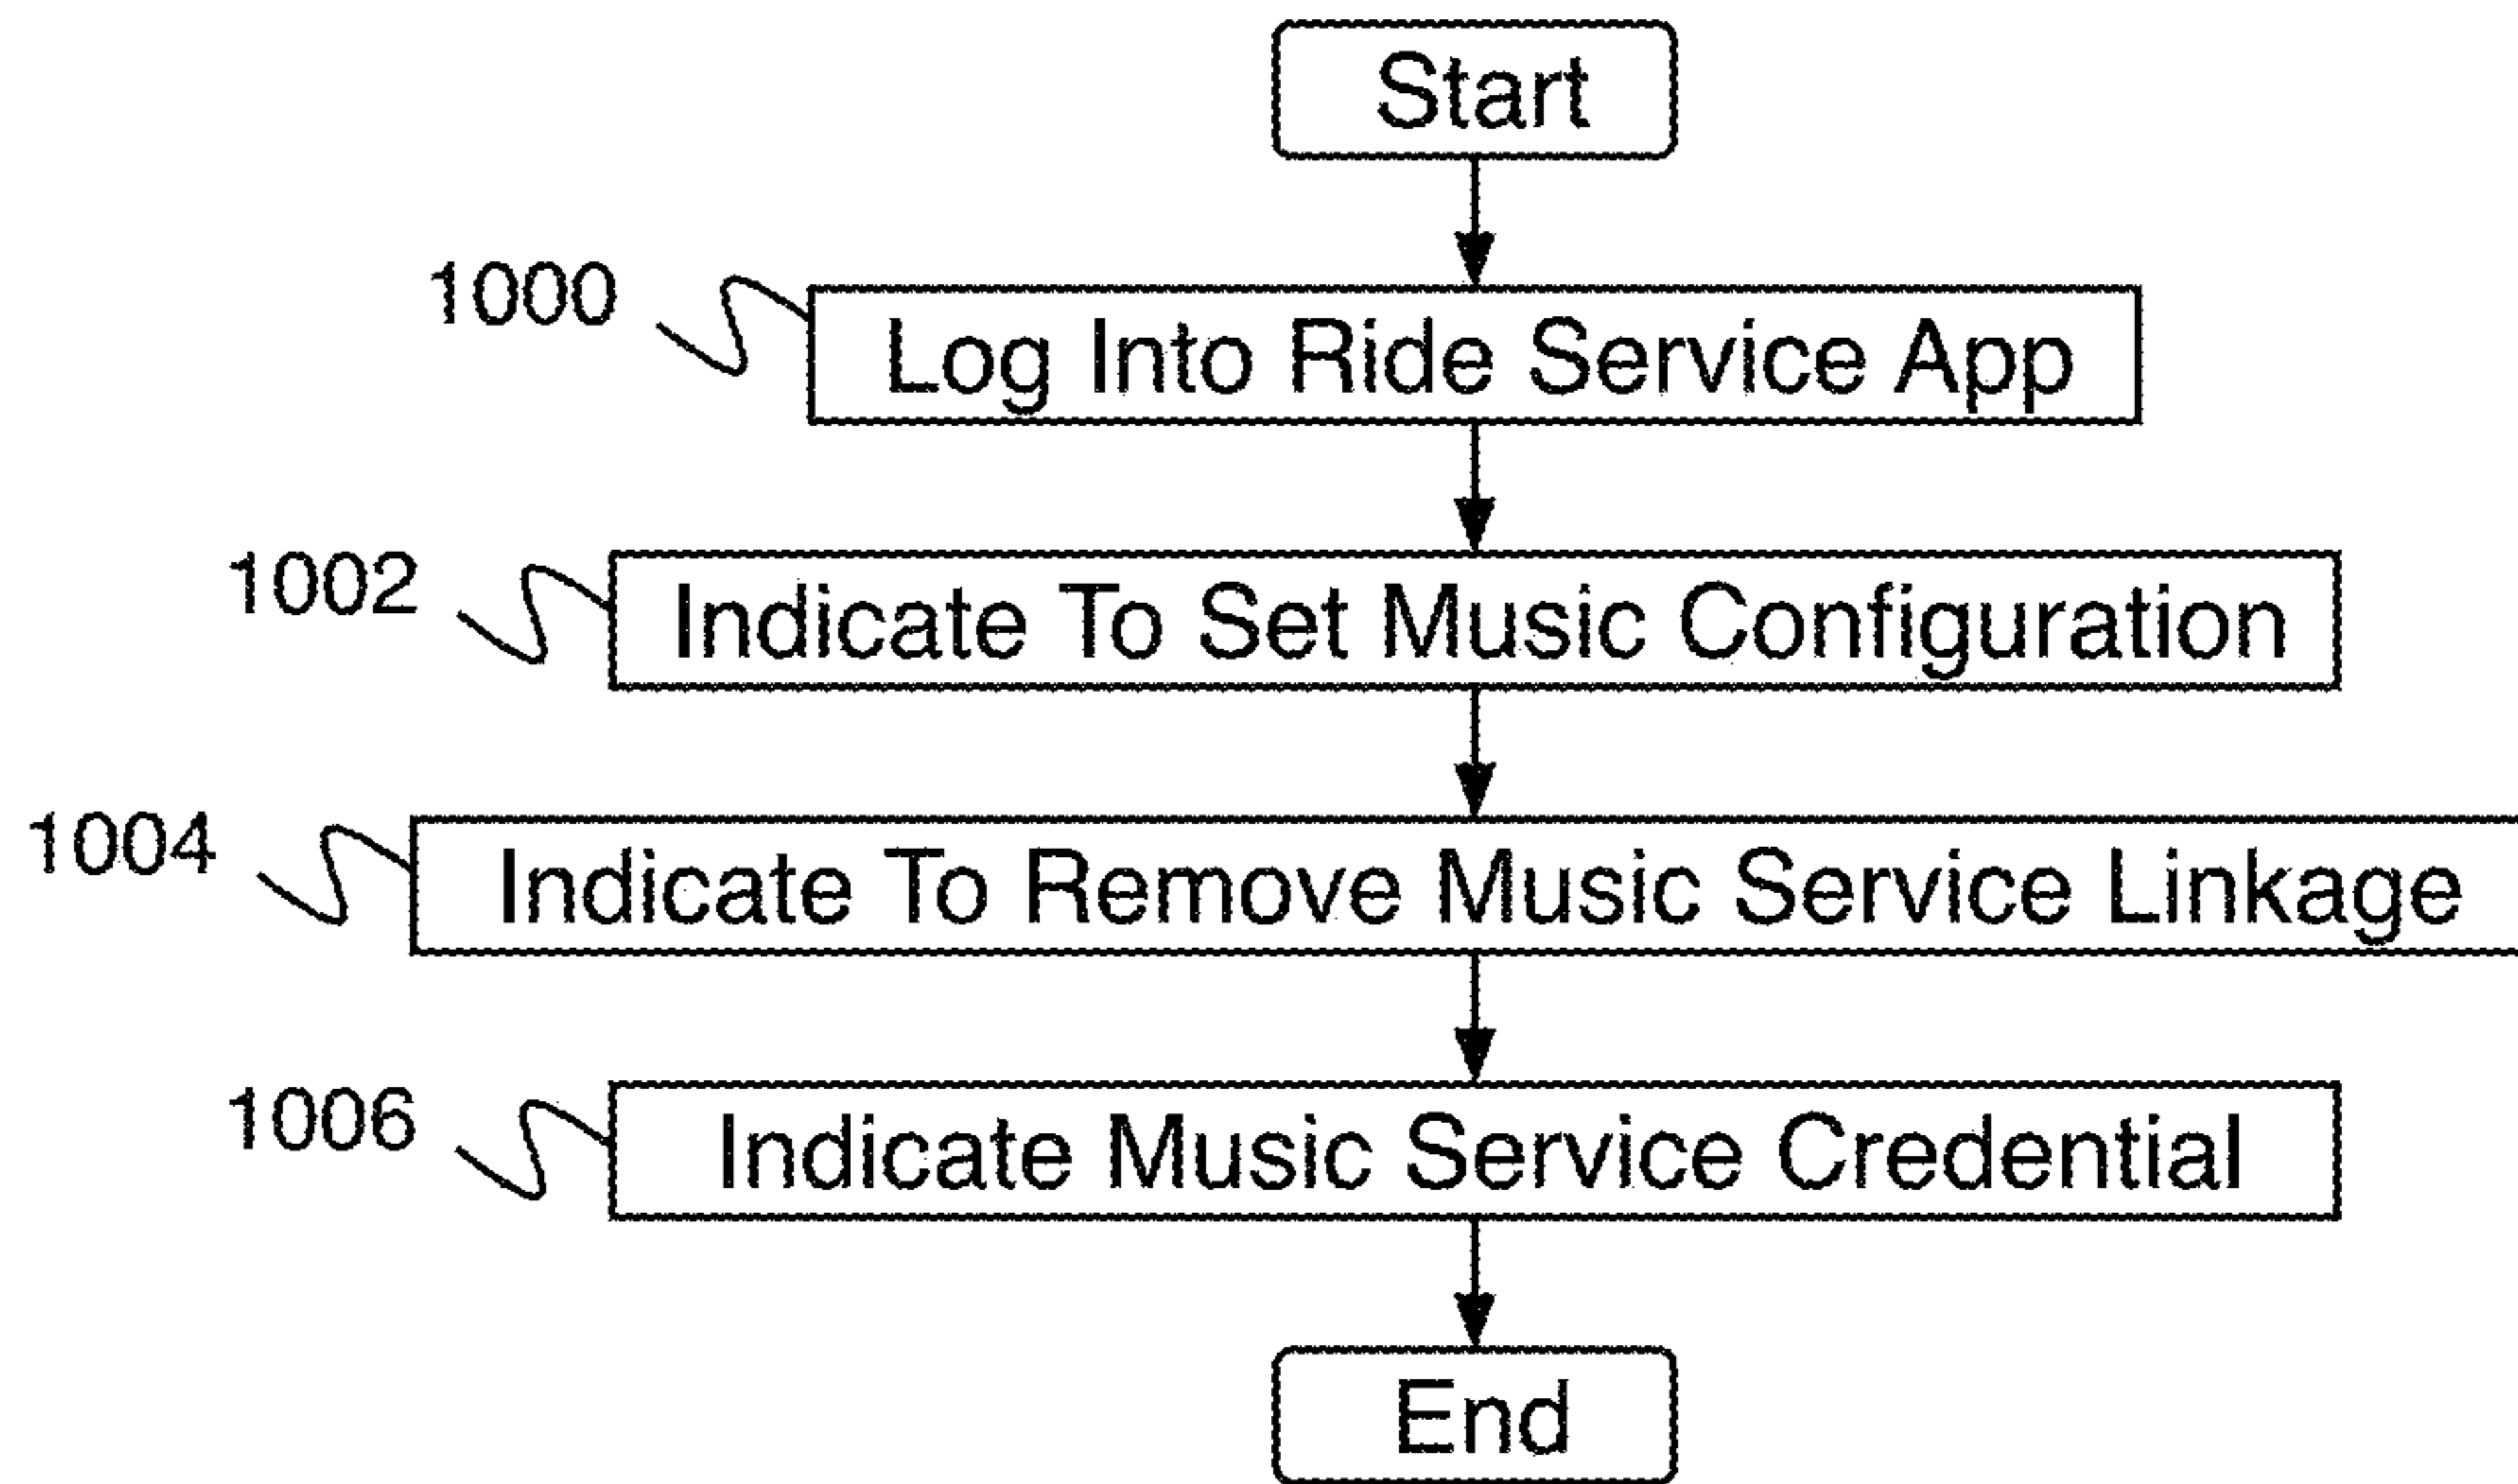 Start
1000
Log Into Ride Service App
1002
Indicate To Set Music Configuration
1004
Indicate To Remove Music Service Linkage
1006
Indicate Music Service Credential
End